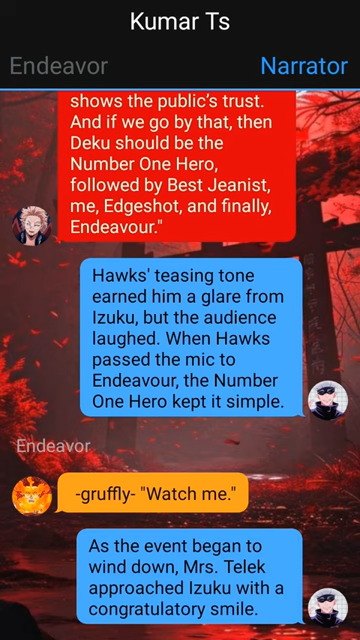 Kumar Ts
Endeavor
Narrator
shows the public's trust.
And if we go by that, then
Deku should be the
Number One Hero,
followed by Best Jeanist,
me, Edgeshot, and finally,
Endeavour."
Hawks' teasing tone
earned him a glare from
Izuku, but the audience
laughed. When Hawks
passed the mic to
Endeavour, the Number
One Hero kept it simple.
Endeavor
-gruffly- "Watch me."
As the event began to
wind down, Mrs. Telek
approached Izuku with a
congratulatory smile.